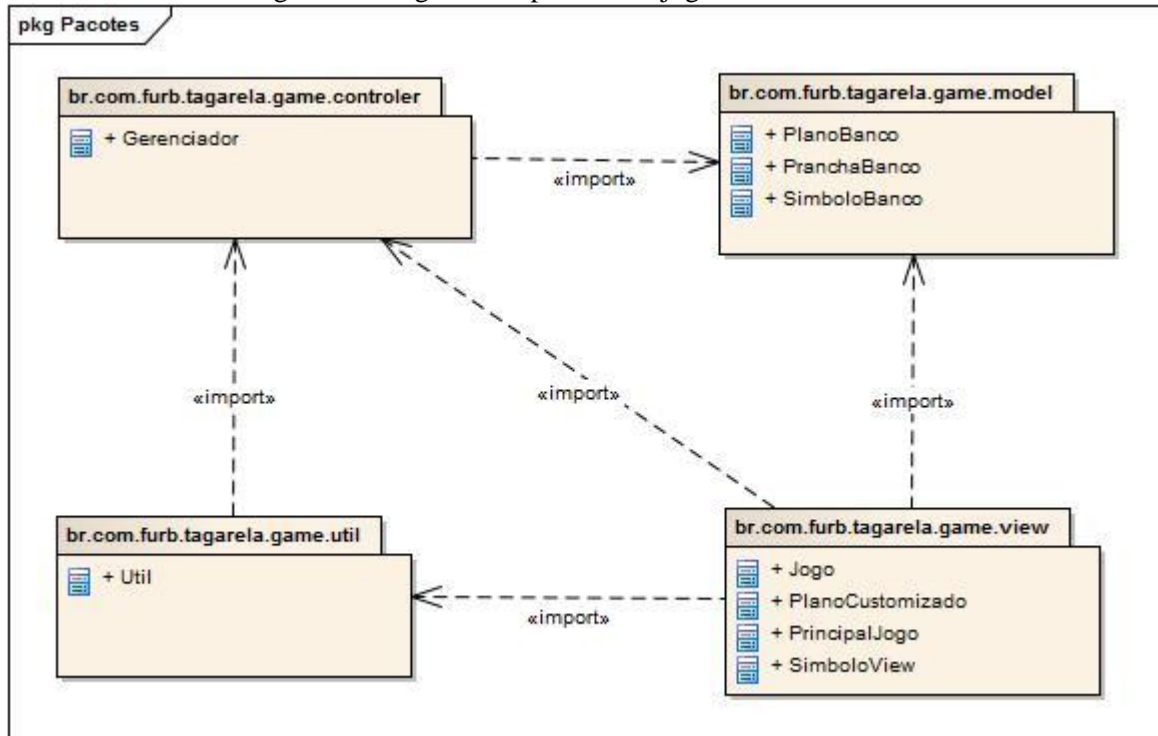 pkg Pacotes
br.com.furb.tagarela.game.controler
+ Gerenciador
br.com.furb.tagarela.game.model
+ PlanoBanco
+ PranchaBanco
+ SimboloBanco
«import»
«import»
«import»
«import»
br.com.furb.tagarela.game.util
+ Util
br.com.furb.tagarela.game.view
+ Jogo
+ PlanoCustomizado
+ PrincipalJogo
+ SimboloView
«import»